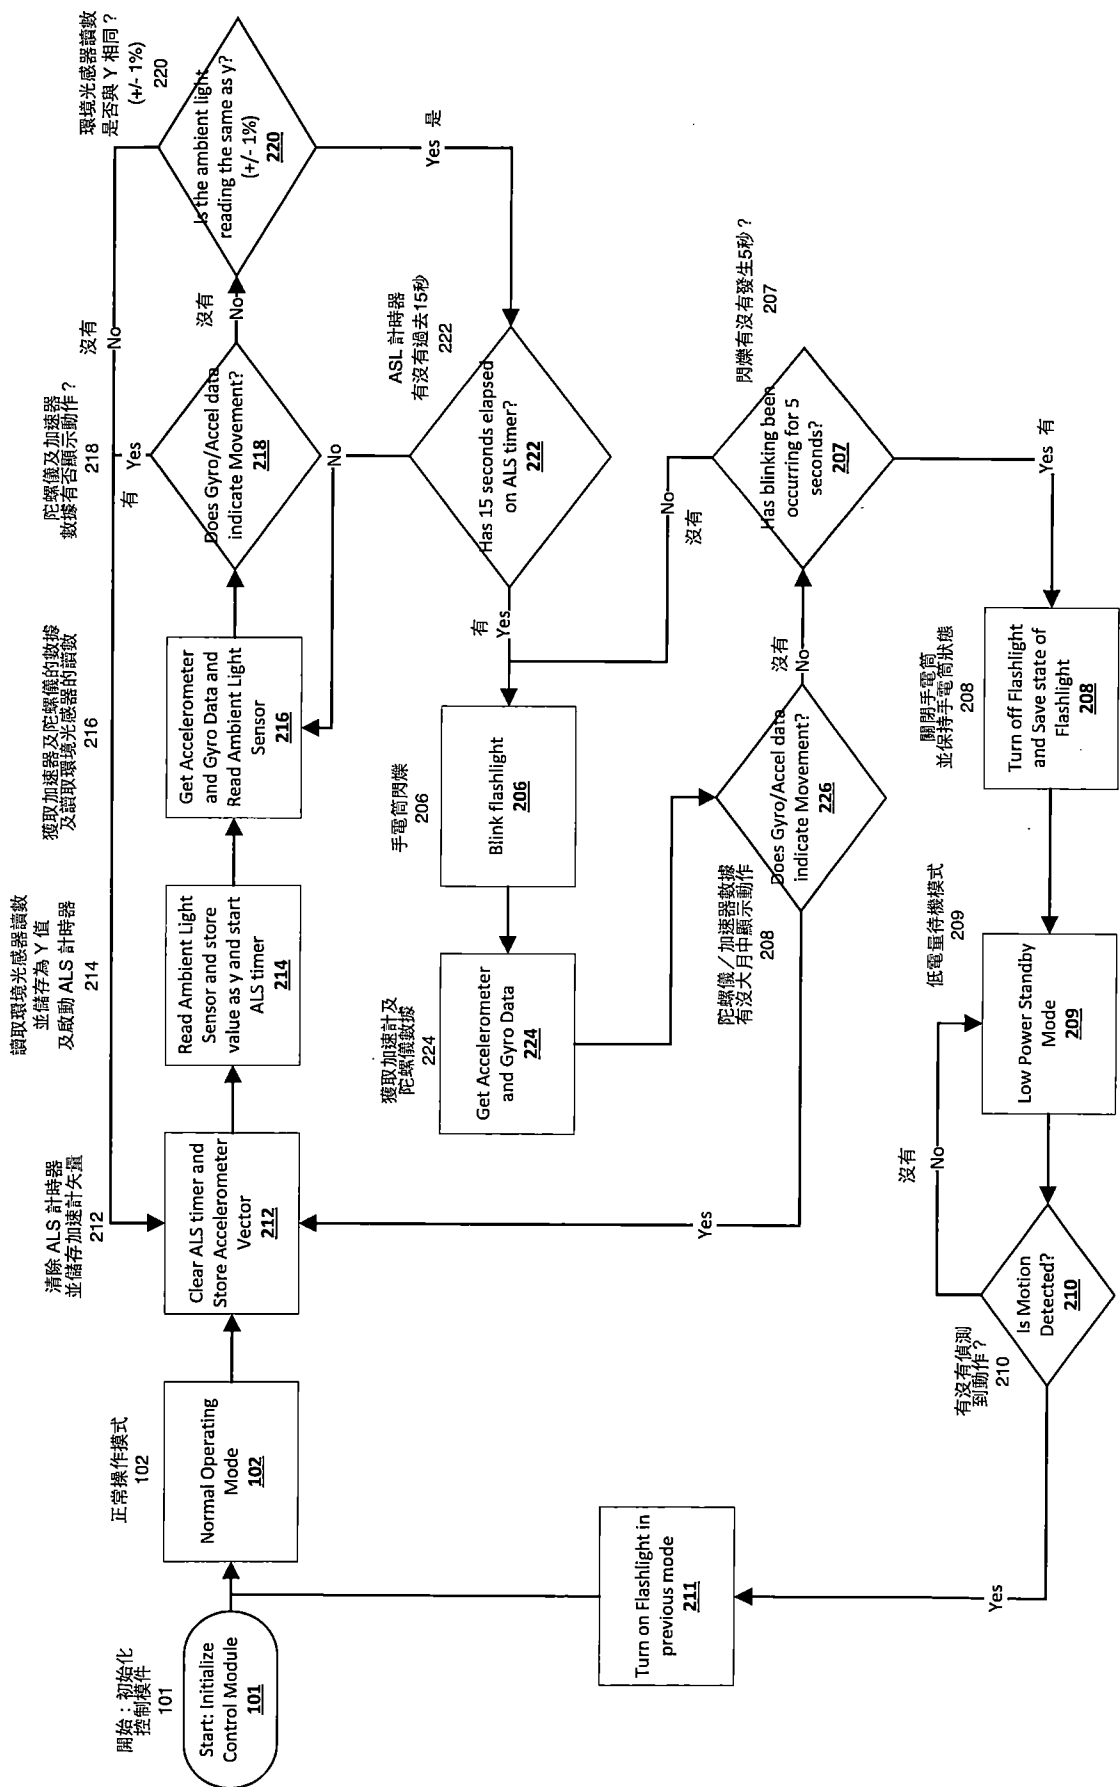 開始：初始化
控制模件
101
Start: Initialize
Control Module
101
正常操作摸式
102
Normal Operating
Mode
102
清除 ALS 計時器
並儲存加速計矢量
212
Clear ALS timer and
Store Accelerometer
Vector
212
讀取環境光感器讀數
並儲存為 Y 值
及啟動 ALS 計時器
214
Read Ambient Light
Sensor and store
value as y and start
ALS timer
214
獲取加速器及陀螺儀的數據
及讀取環境光感器的讀數
216
Get Accelerometer
and Gyro Data and
Read Ambient Light
Sensor
216
陀螺儀及加速器
數據有否顯示動作？
218
有
Yes
Does Gyro/Accel data
indicate Movement?
218
沒有
No
沒有
No
環境光感器讀數
是否與 Y 相同？
(+/- 1%)
220
Is the ambient light
reading the same as y?
(+/- 1%)
220
Yes 是
ASL 計時器
有沒有過去15秒
222
Has 15 seconds elapsed
on ALS timer?
222
No
有
Yes
手電筒閃爍
206
Blink flashlight
206
獲取加速計及
陀螺儀數據
224
Get Accelerometer
and Gyro Data
224
陀螺儀／加速器數據
有沒大月中顯示動作
208
Does Gyro/Accel data
indicate Movement?
226
Yes
沒有
No
閃爍有沒有發生5秒？
207
Has blinking been
occurring for 5
seconds?
207
No
沒有
Yes 有
關閉手電筒
並保持手電筒狀態
208
Turn off Flashlight
and Save state of
Flashlight
208
低電量待機模式
209
Low Power Standby
Mode
209
沒有
No
有沒有偵測
到動作？
210
Is Motion
Detected?
210
Yes
Turn on Flashlight in
previous mode
211